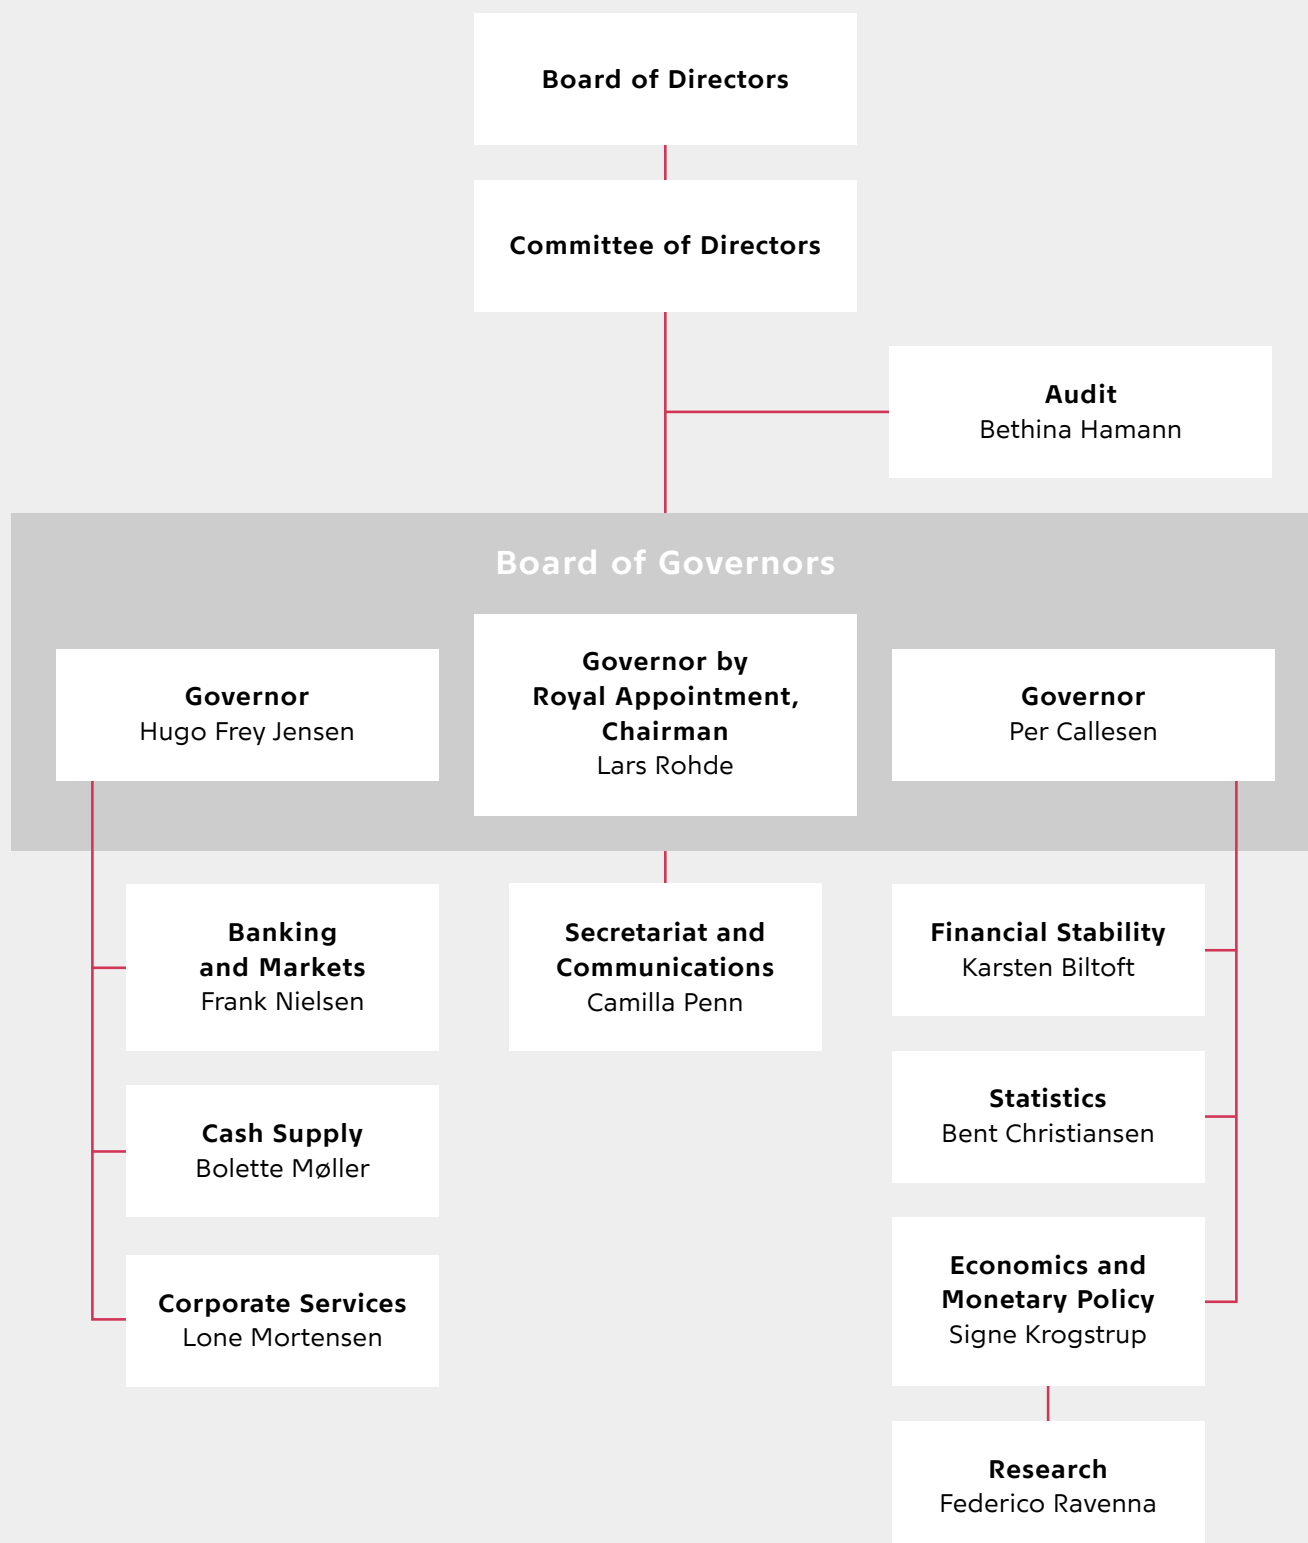 Board of Directors
Committee of Directors
Audit
Bethina Hamann
Board of Governors
Governor
Hugo Frey Jensen
Governor by
Royal Appointment,
Chairman
Lars Rohde
Governor
Per Callesen
Banking
and Markets
Frank Nielsen
Cash Supply
Bolette Møller
Corporate Services
Lone Mortensen
Secretariat and
Communications
Camilla Penn
Financial Stability
Karsten Biltoft
Statistics
Bent Christiansen
Economics and
Monetary Policy
Signe Krogstrup
Research
Federico Ravenna